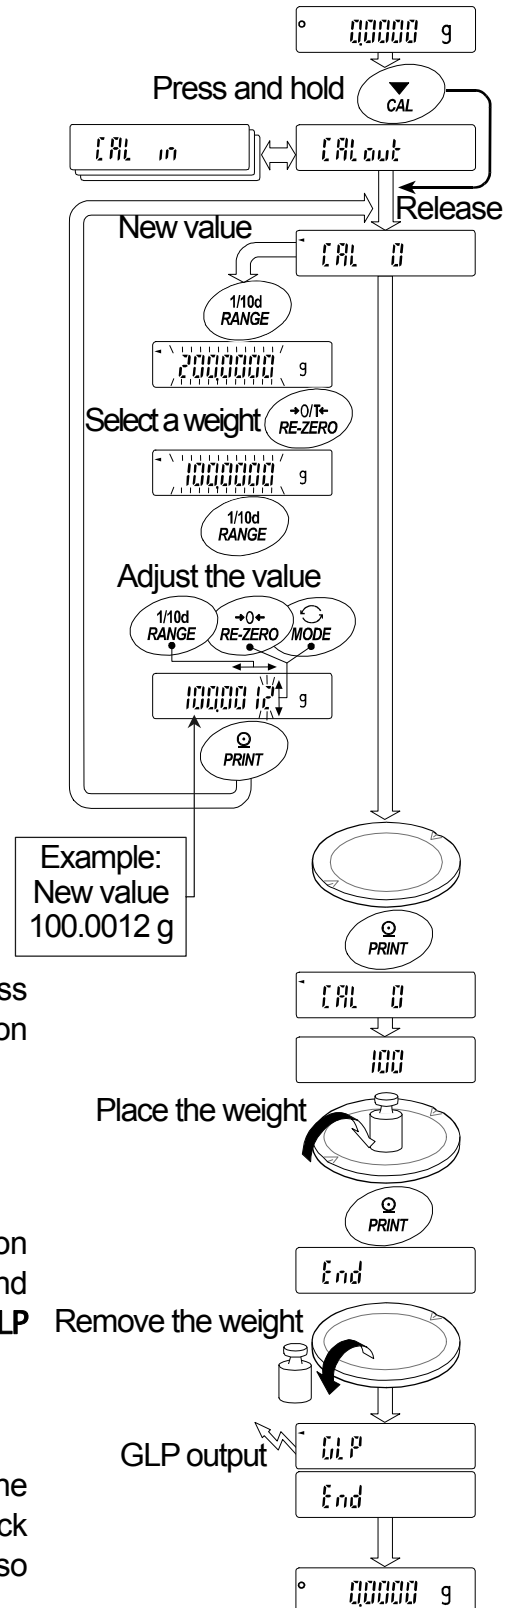 0.0000 g
Press and hold
CAL
CAL in
CAL out
Release
New value
CAL 0
1/10d
RANGE
200.0000 g
Select a weight
→0/T←
RE-ZERO
100.0000 g
1/10d
RANGE
Adjust the value
1/10d
RANGE
→0←
RE-ZERO
MODE
100.0012 g
PRINT
Example:
New value
100.0012 g
PRINT
ss
on
CAL 0
100
Place the weight
PRINT
on
nd
LP
End
Remove the weight
GLP output
GLP
End
ne
ck
so
0.0000 g